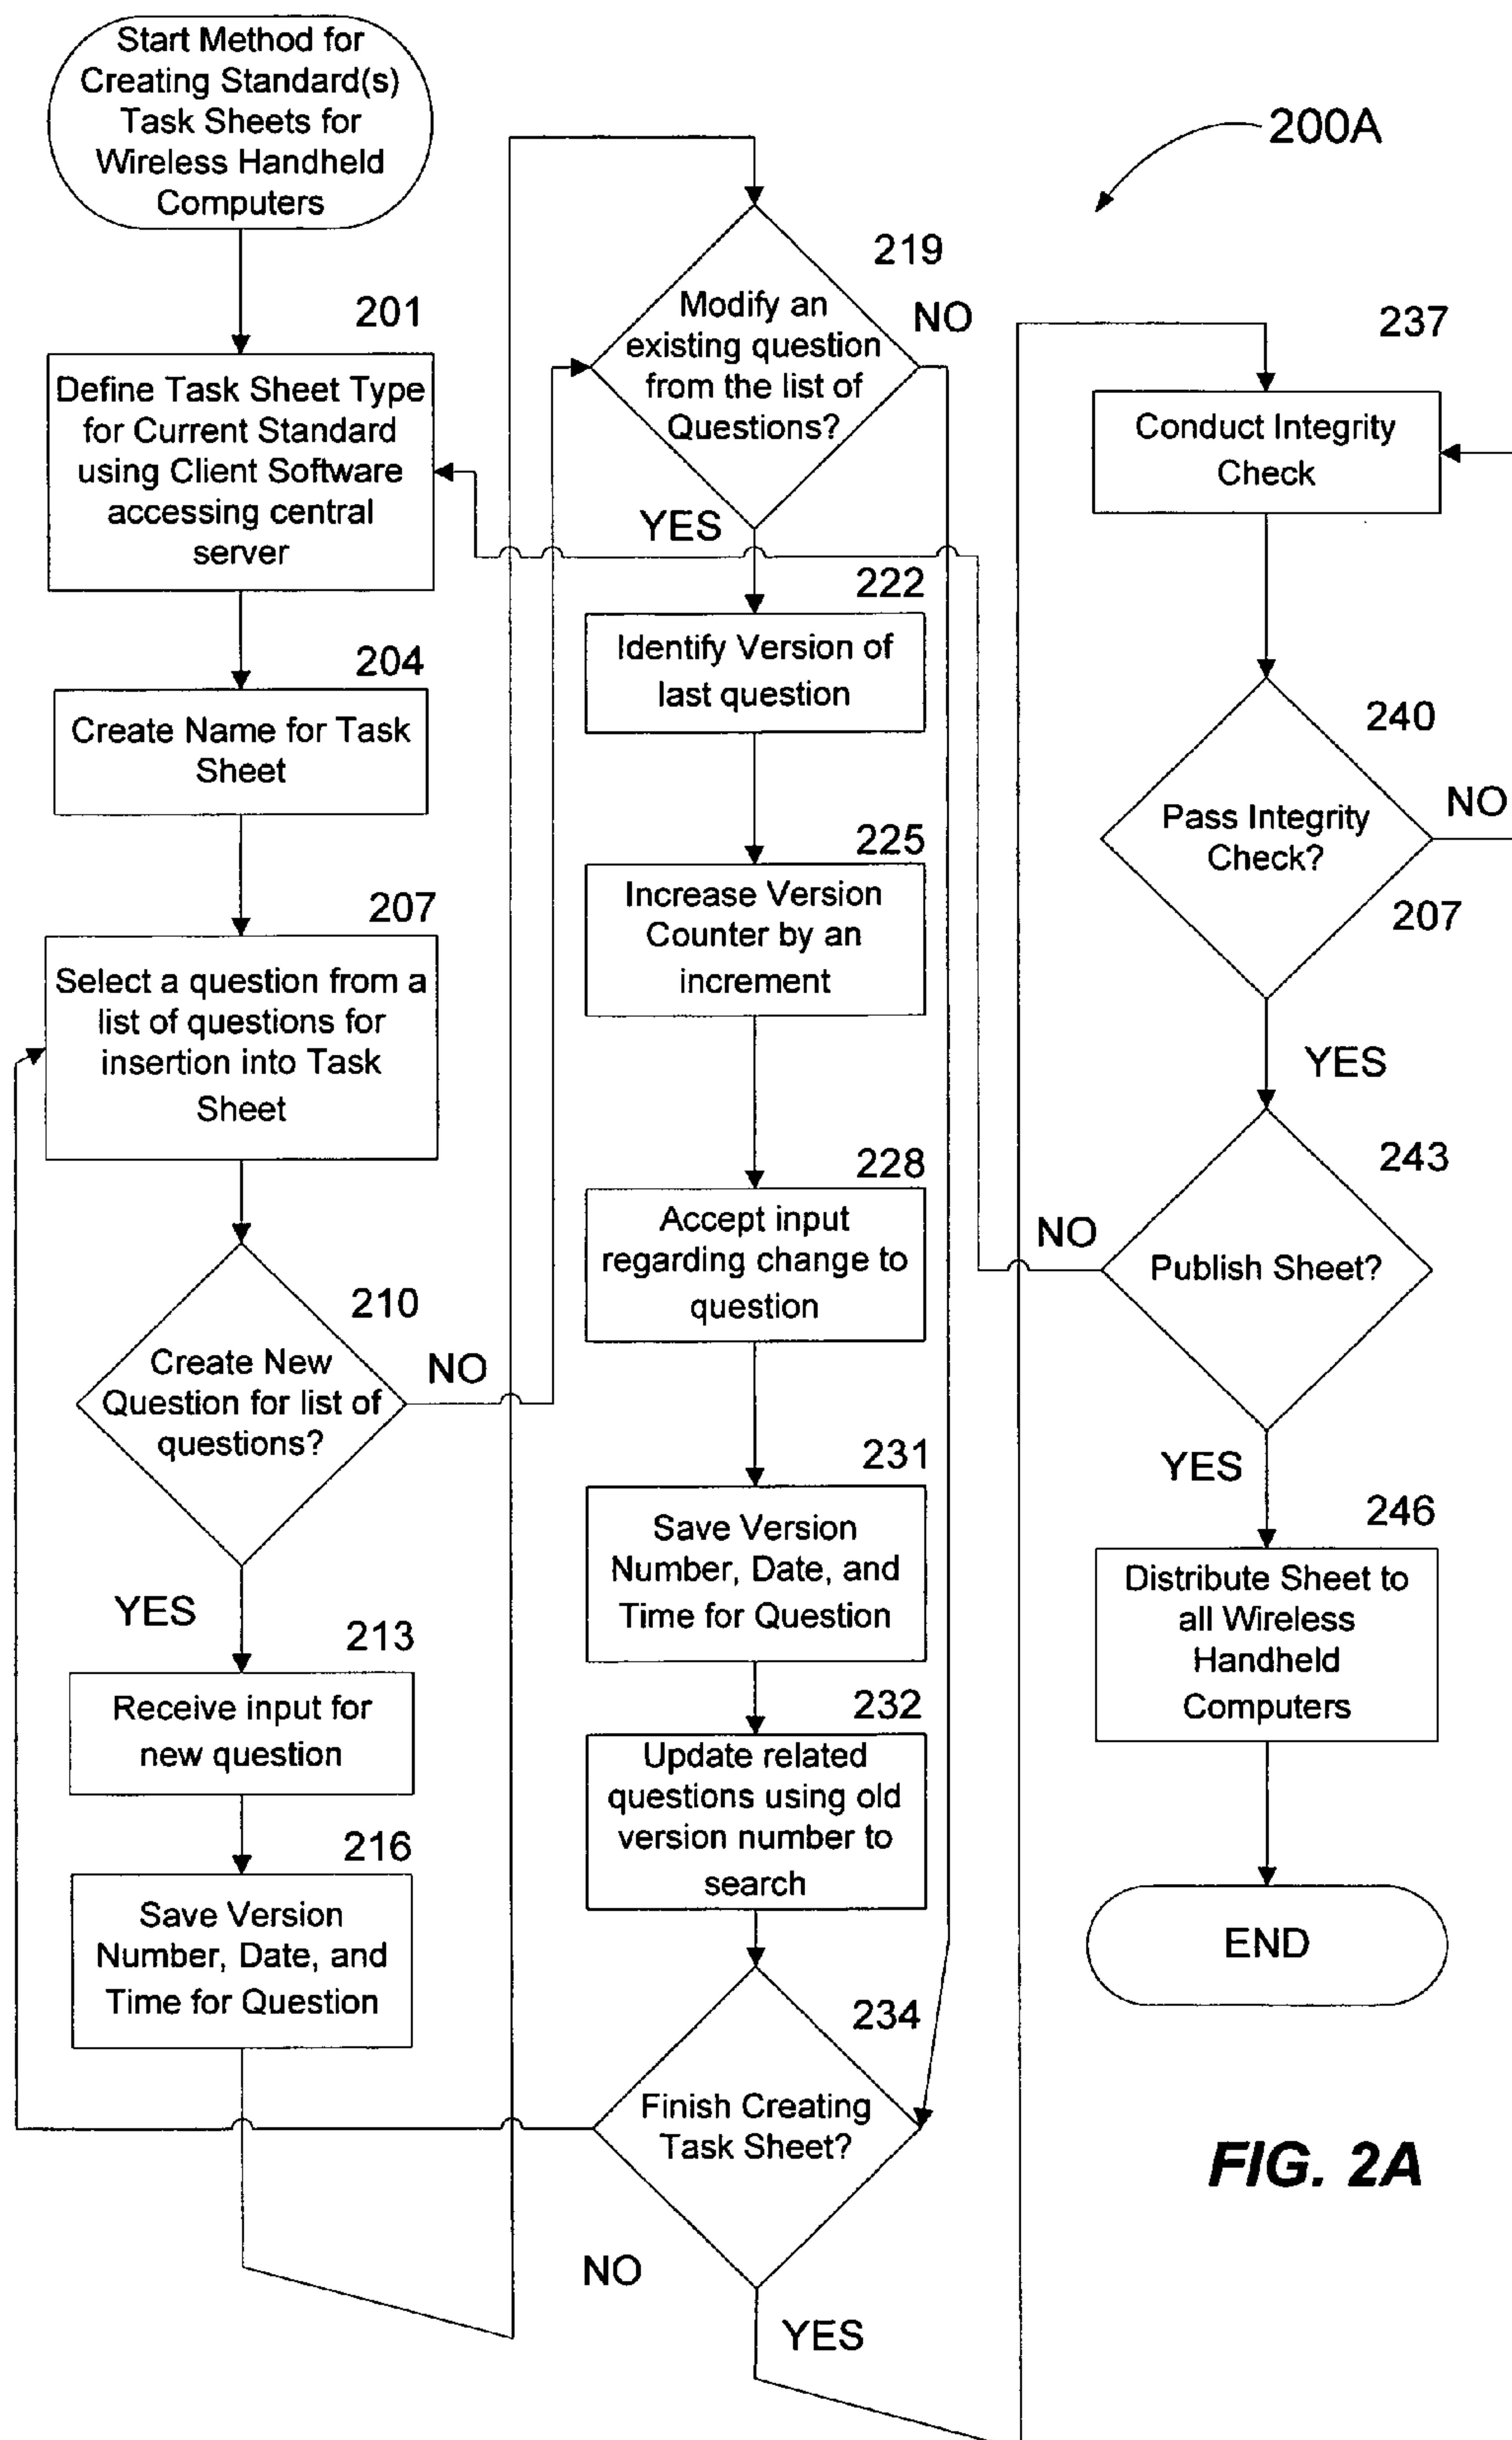 Start Method for
Creating Standard(s)
Task Sheets for
Wireless Handheld
Computers
201
Define Task Sheet Type
for Current Standard
using Client Software
accessing central
server
204
Create Name for Task
Sheet
207
Select a question from a
list of questions for
insertion into Task
Sheet
210
Create New
Question for list of
questions?
NO
YES
213
Receive input for
new question
216
Save Version
Number, Date, and
Time for Question
219
Modify an
existing question
from the list of
Questions?
NO
YES
222
Identify Version of
last question
225
Increase Version
Counter by an
increment
228
Accept input
regarding change to
question
231
Save Version
Number, Date, and
Time for Question
232
Update related
questions using old
version number to
search
234
Finish Creating
Task Sheet?
NO
YES
200A
237
Conduct Integrity
Check
240
Pass Integrity
Check?
NO
207
YES
243
Publish Sheet?
NO
YES
246
Distribute Sheet to
all Wireless
Handheld
Computers
END
FIG. 2A